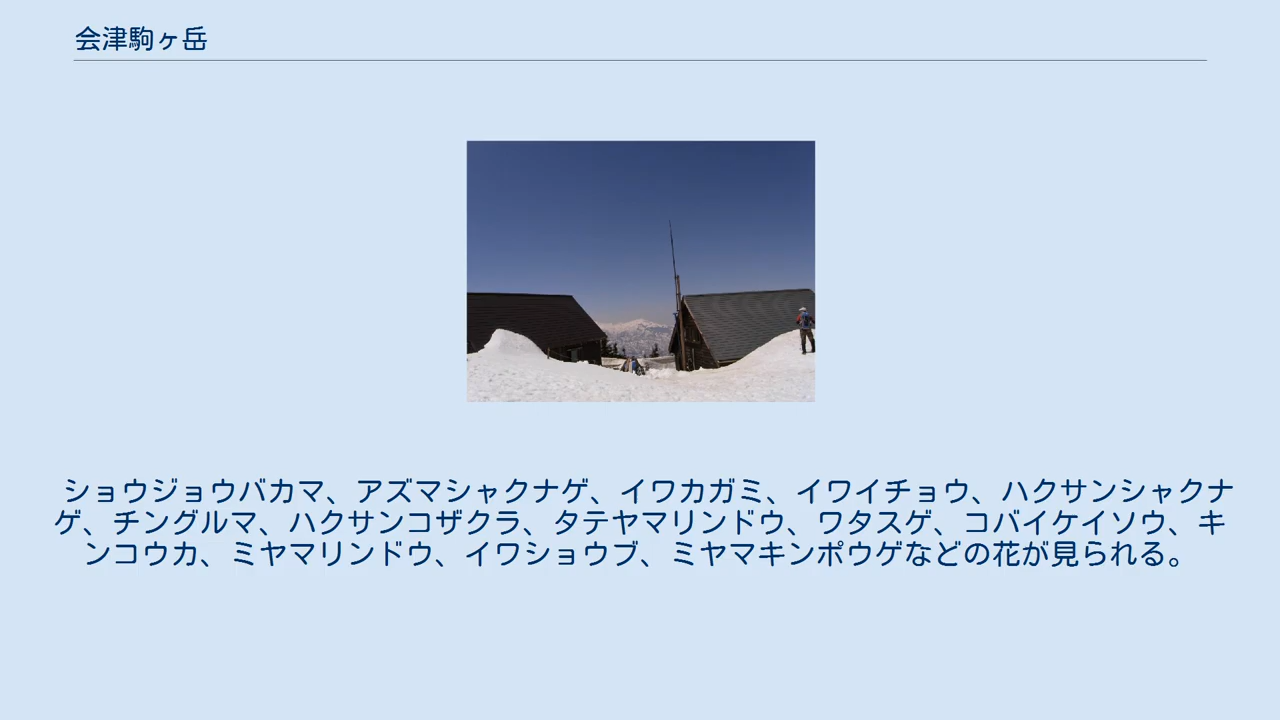 会津駒ヶ岳
ショウジョウバカマ、アズマシャクナゲ、イワカガミ、イワイチョウ、ハクサンシャクナ
ゲ、チングルマ、ハクサンコザクラ、タテヤマリンドウ、ワタスゲ、コバイケイソウ、キ
ンコウカ、ミヤマリンドウ、イワショウブ、ミヤマキンポウゲなどの花が見られる。